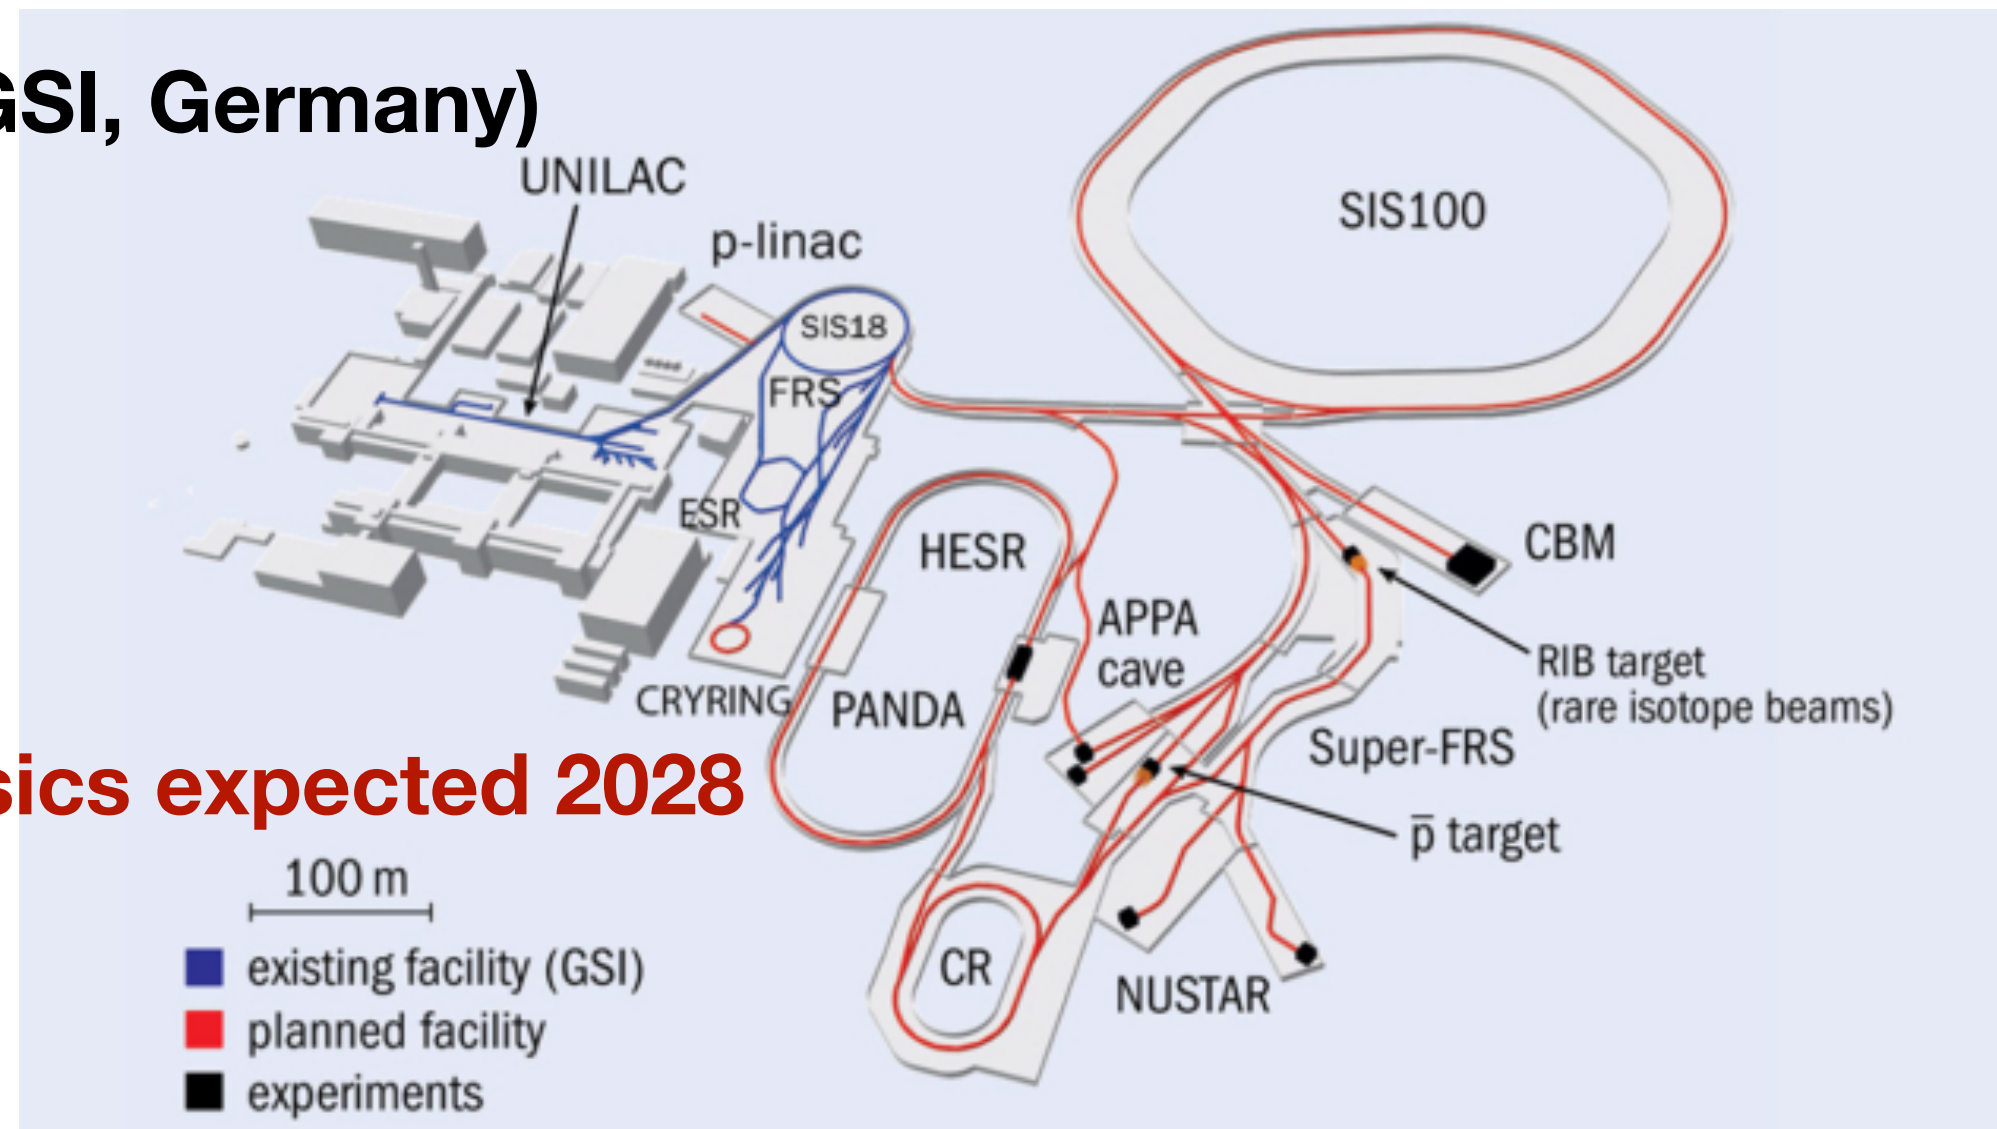 GSI, Germany)
UNILAC
p-linac
SIS100
SIS18
FRS
ESR
HESR
CBM
APPA
cave
RIB target
(rare isotope beams)
CRYRING
PANDA
Super-FRS
sics expected 2028
p̅ target
100 m
CR
existing facility (GSI)
NUSTAR
planned facility
experiments